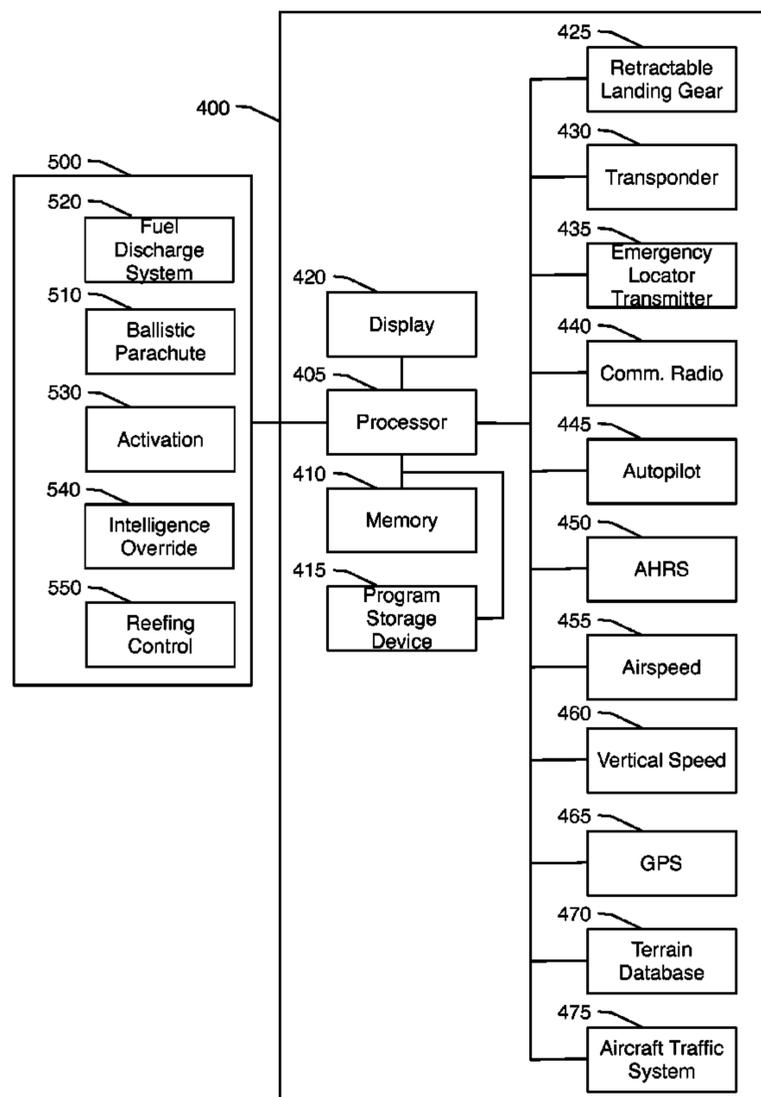 400
500
520
Fuel
Discharge
System
510
Ballistic
Parachute
530
Activation
540
Intelligence
Override
550
Reefing
Control
420
Display
405
Processor
410
Memory
415
Program
Storage
Device
425
Retractable
Landing Gear
430
Transponder
435
Emergency
Locator
Transmitter
440
Comm. Radio
445
Autopilot
450
AHRS
455
Airspeed
460
Vertical Speed
465
GPS
470
Terrain
Database
475
Aircraft Traffic
System